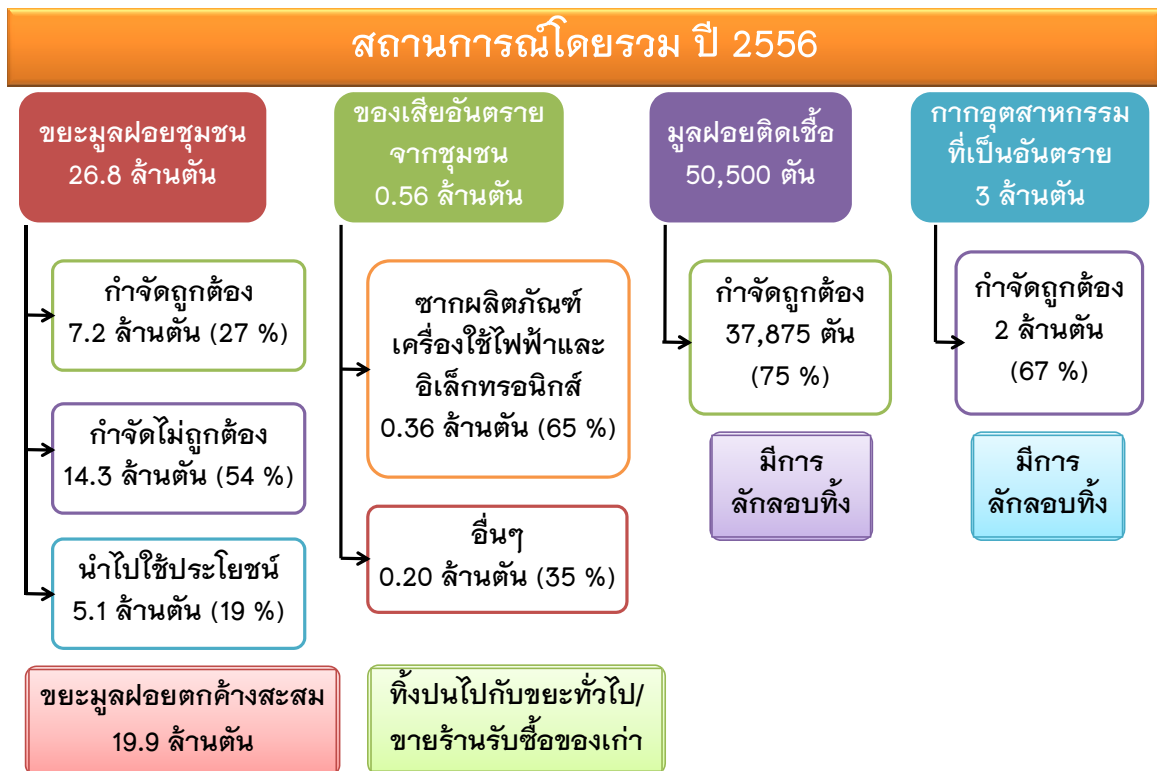 สถานการณ์โดยรวม ปี 2556
ขยะมูลฝอยชุมชน
26.8 ล้านตัน
กำจัดถูกต้อง
7.2 ล้านตัน (27 %)
กำจัดไม่ถูกต้อง
14.3 ล้านตัน (54 %)
นำไปใช้ประโยชน์
5.1 ล้านตัน (19 %)
ขยะมูลฝอยตกค้างสะสม
19.9 ล้านตัน
ของเสียอันตราย
จากชุมชน
0.56 ล้านตัน
ซากผลิตภัณฑ์
เครื่องใช้ไฟฟ้าและ
อิเล็กทรอนิกส์
0.36 ล้านตัน (65 %)
อื่นๆ
0.20 ล้านตัน (35 %)
ทิ้งปนไปกับขยะทั่วไป/
ขายร้านรับซื้อของเก่า
มูลฝอยติดเชื้อ
50,500 ตัน
กำจัดถูกต้อง
37,875 ตัน
(75 %)
มีการ
ลักลอบทิ้ง
กากอุตสาหกรรม
ที่เป็นอันตราย
3 ล้านตัน
กำจัดถูกต้อง
2 ล้านตัน
(67 %)
มีการ
ลักลอบทิ้ง